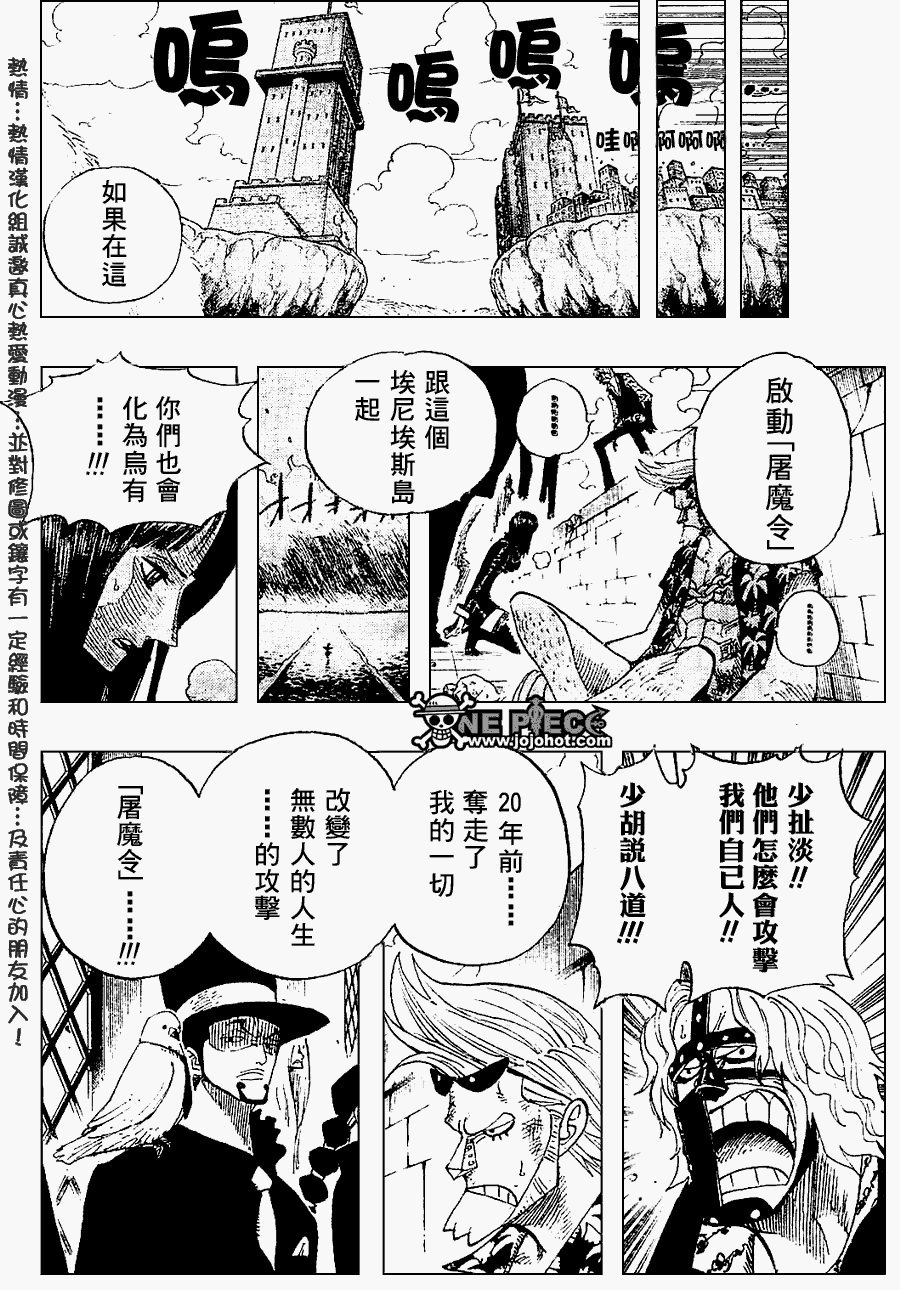 嗚
嗚
嗚
嗚
哇啊啊啊啊
如果在這
啟動「屠魔令」
……
……
跟這個
埃尼埃斯島
一起
你們也會
化為烏有
……!!!
少扯淡!!
他們怎麼會攻擊
我們自已人!!
少胡説八道!!!
20年前……
奪走了
我的一切
改變了
無數人的人生
……的攻擊
「屠魔令」……!!!
ONE PIECE
www.jojohot.com
熱情…熱情漢化組誠邀真心熱愛動漫…並對修圖或鑲字有一定經驗和時間保障…及責任心的朋友加入!